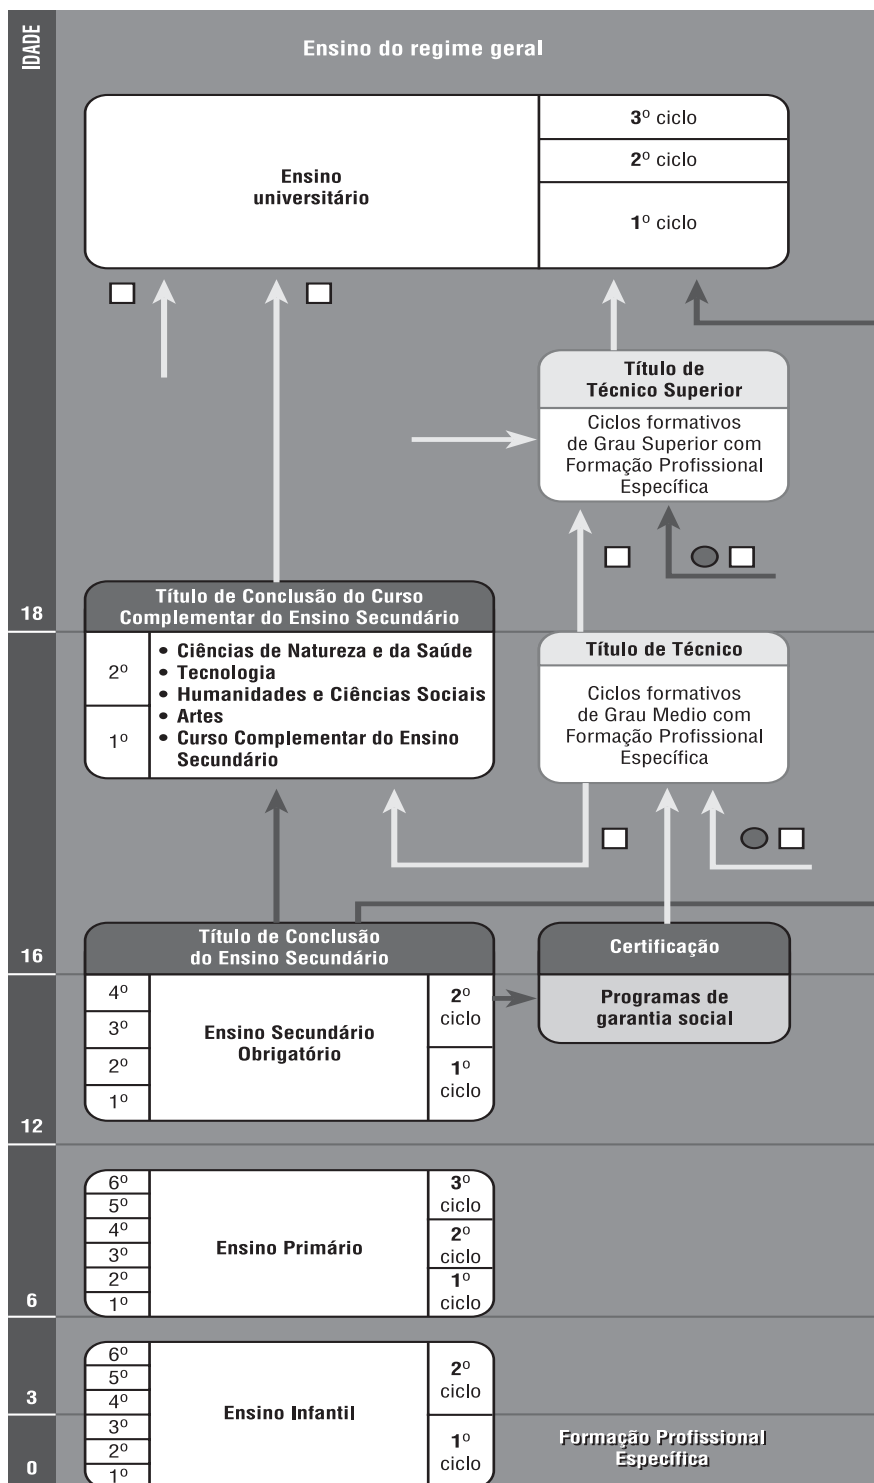 IDADE
Ensino do regime geral
Ensino
universitário
3º ciclo
2º ciclo
1º ciclo
Título de
Técnico Superior
Ciclos formativos
de Grau Superior com
Formação Profissional
Específica
18
Título de Conclusão do Curso
Complementar do Ensino Secundário
2º
1º
• Ciências de Natureza e da Saúde
• Tecnologia
• Humanidades e Ciências Sociais
• Artes
• Curso Complementar do Ensino
Secundário
Título de Técnico
Ciclos formativos
de Grau Medio com
Formação Profissional
Específica
16
Título de Conclusão
do Ensino Secundário
4º
3º
2º
1º
Ensino Secundário
Obrigatório
2º
ciclo
1º
ciclo
Certificação
Programas de
garantia social
12
6º
5º
4º
3º
2º
1º
Ensino Primário
3º
ciclo
2º
ciclo
1º
ciclo
6
6º
5º
4º
3º
2º
1º
Ensino Infantil
2º
ciclo
1º
ciclo
3
0
Formação Profissional
Específica